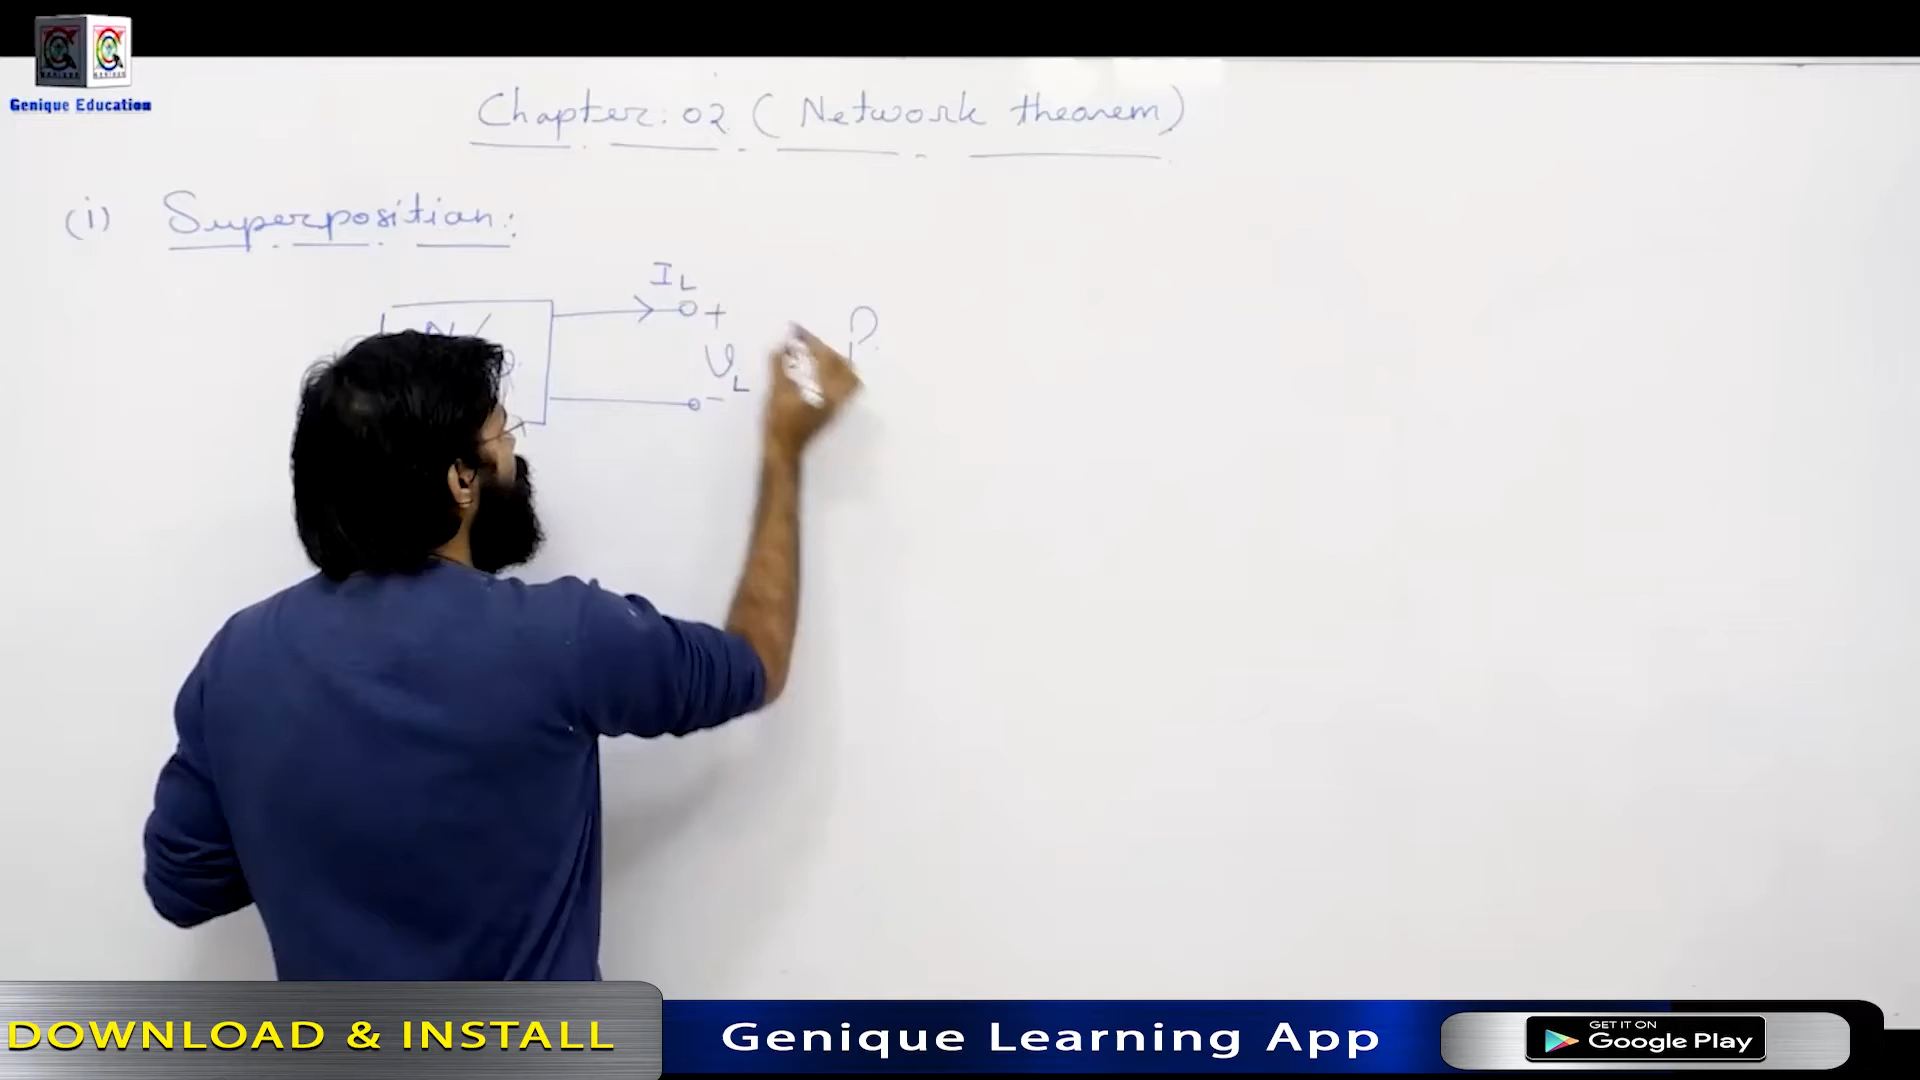 Genique Education
Chapter: 02 (Network theorem)
(i) Superposition:
IL
+
N/
VL
?
-
DOWNLOAD & INSTALL
Genique Learning App
GET IT ON
Google Play